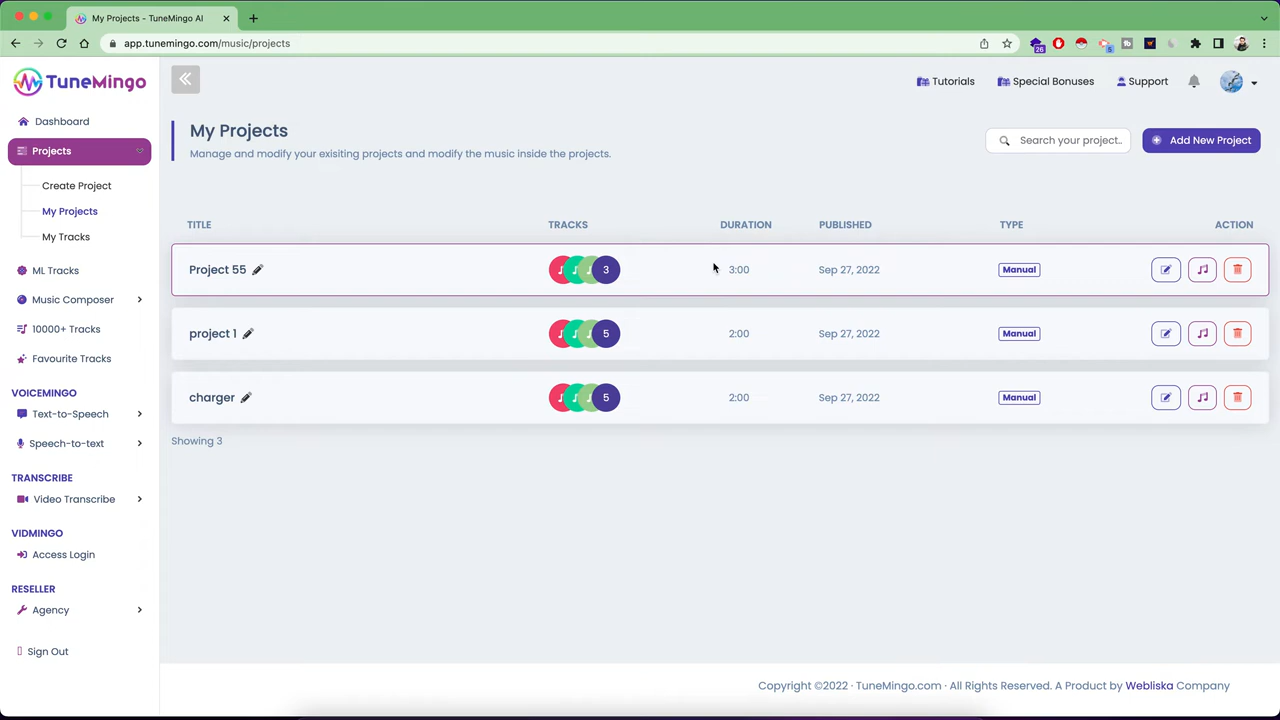 My Projects - TuneMingo AI
app.tunemingo.com/music/projects
26
5
TuneMingo
Tutorials
Special Bonuses
Support
Dashboard
Projects
Create Project
My Projects
My Tracks
ML Tracks
Music Composer
10000+ Tracks
Favourite Tracks
VOICEMINGO
Text-to-Speech
Speech-to-text
TRANSCRIBE
Video Transcribe
VIDMINGO
Access Login
RESELLER
Agency
Sign Out
My Projects
Manage and modify your exisiting projects and modify the music inside the projects.
Search your project..
Add New Project
TITLE TRACKS DURATION PUBLISHED TYPE ACTION
Project 55 3 3:00 Sep 27, 2022 Manual
project 1 5 2:00 Sep 27, 2022 Manual
charger 5 2:00 Sep 27, 2022 Manual
Showing 3
Copyright ©2022 · TuneMingo.com · All Rights Reserved. A Product by Webliska Company